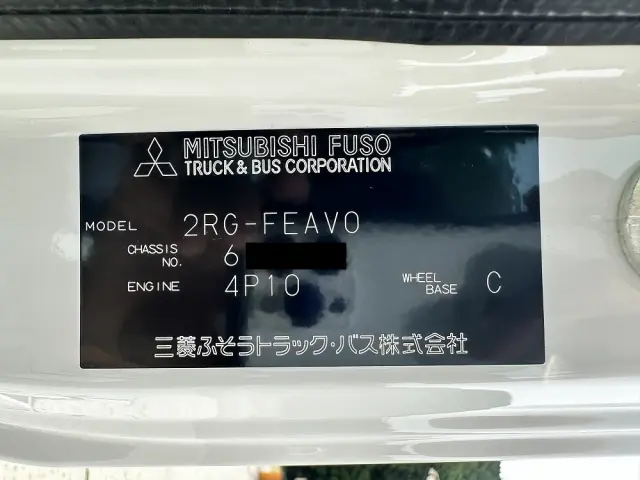 MITSUBISHI FUSO
TRUCK & BUS CORPORATION
MODEL 2RG-FEAV0
CHASSIS NO. 6
ENGINE 4P10 WHEEL BASE C
三菱ふそうトラック・バス株式会社